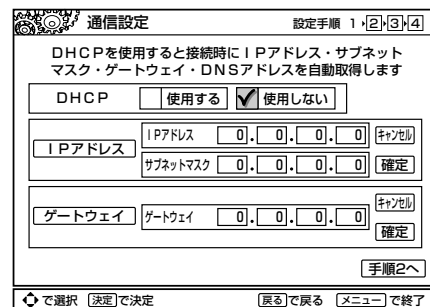 通信設定 設定手順 1・2・3・4
DHCPを使用すると接続時にIPアドレス・サブネット
マスク・ゲートウェイ・DNSアドレスを自動取得します
DHCP 使用する 使用しない
IPアドレス 0. 0. 0. 0 キャンセル
IPアドレス
サブネットマスク 0. 0. 0. 0 確定
キャンセル
ゲートウェイ ゲートウェイ 0. 0. 0. 0
確定
手順2へ
で選択 決定で決定 戻るで戻る メニューで終了